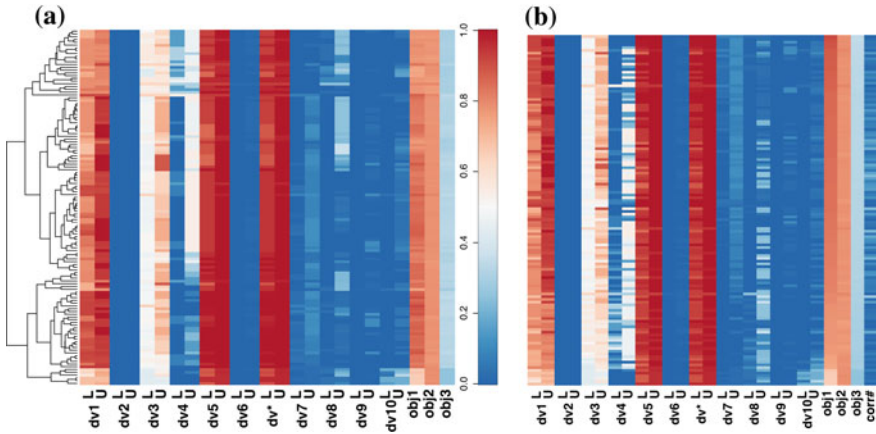 (a)
(b)
1.0
0.8
0.6
0.4
0.2
0.0
L U L U L U L U L U L U L U L U L U L U L U
dv1 dv2 dv3 dv4 dv5 dv6 dv* dv7 dv8 dv9 dv10 obj1 obj2 obj3
L U L U L U L U L U L U L U L U L U L U L U
dv1 dv2 dv3 dv4 dv5 dv6 dv* dv7 dv8 dv9 dv10 obj1 obj2 obj3 corr#